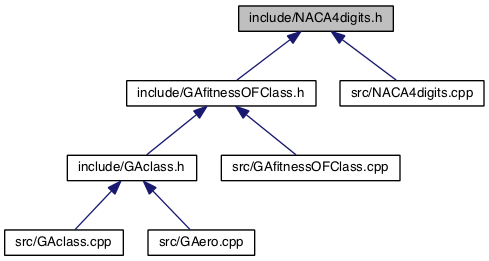 include/NACA4digits.h
include/GAfitnessOFClass.h
src/NACA4digits.cpp
include/GAclass.h
src/GAfitnessOFClass.cpp
src/GAclass.cpp
src/GAero.cpp